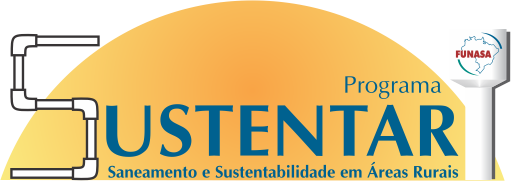 FUNASA
Programa
SUSTENTAR
Saneamento e Sustentabilidade em Áreas Rurais